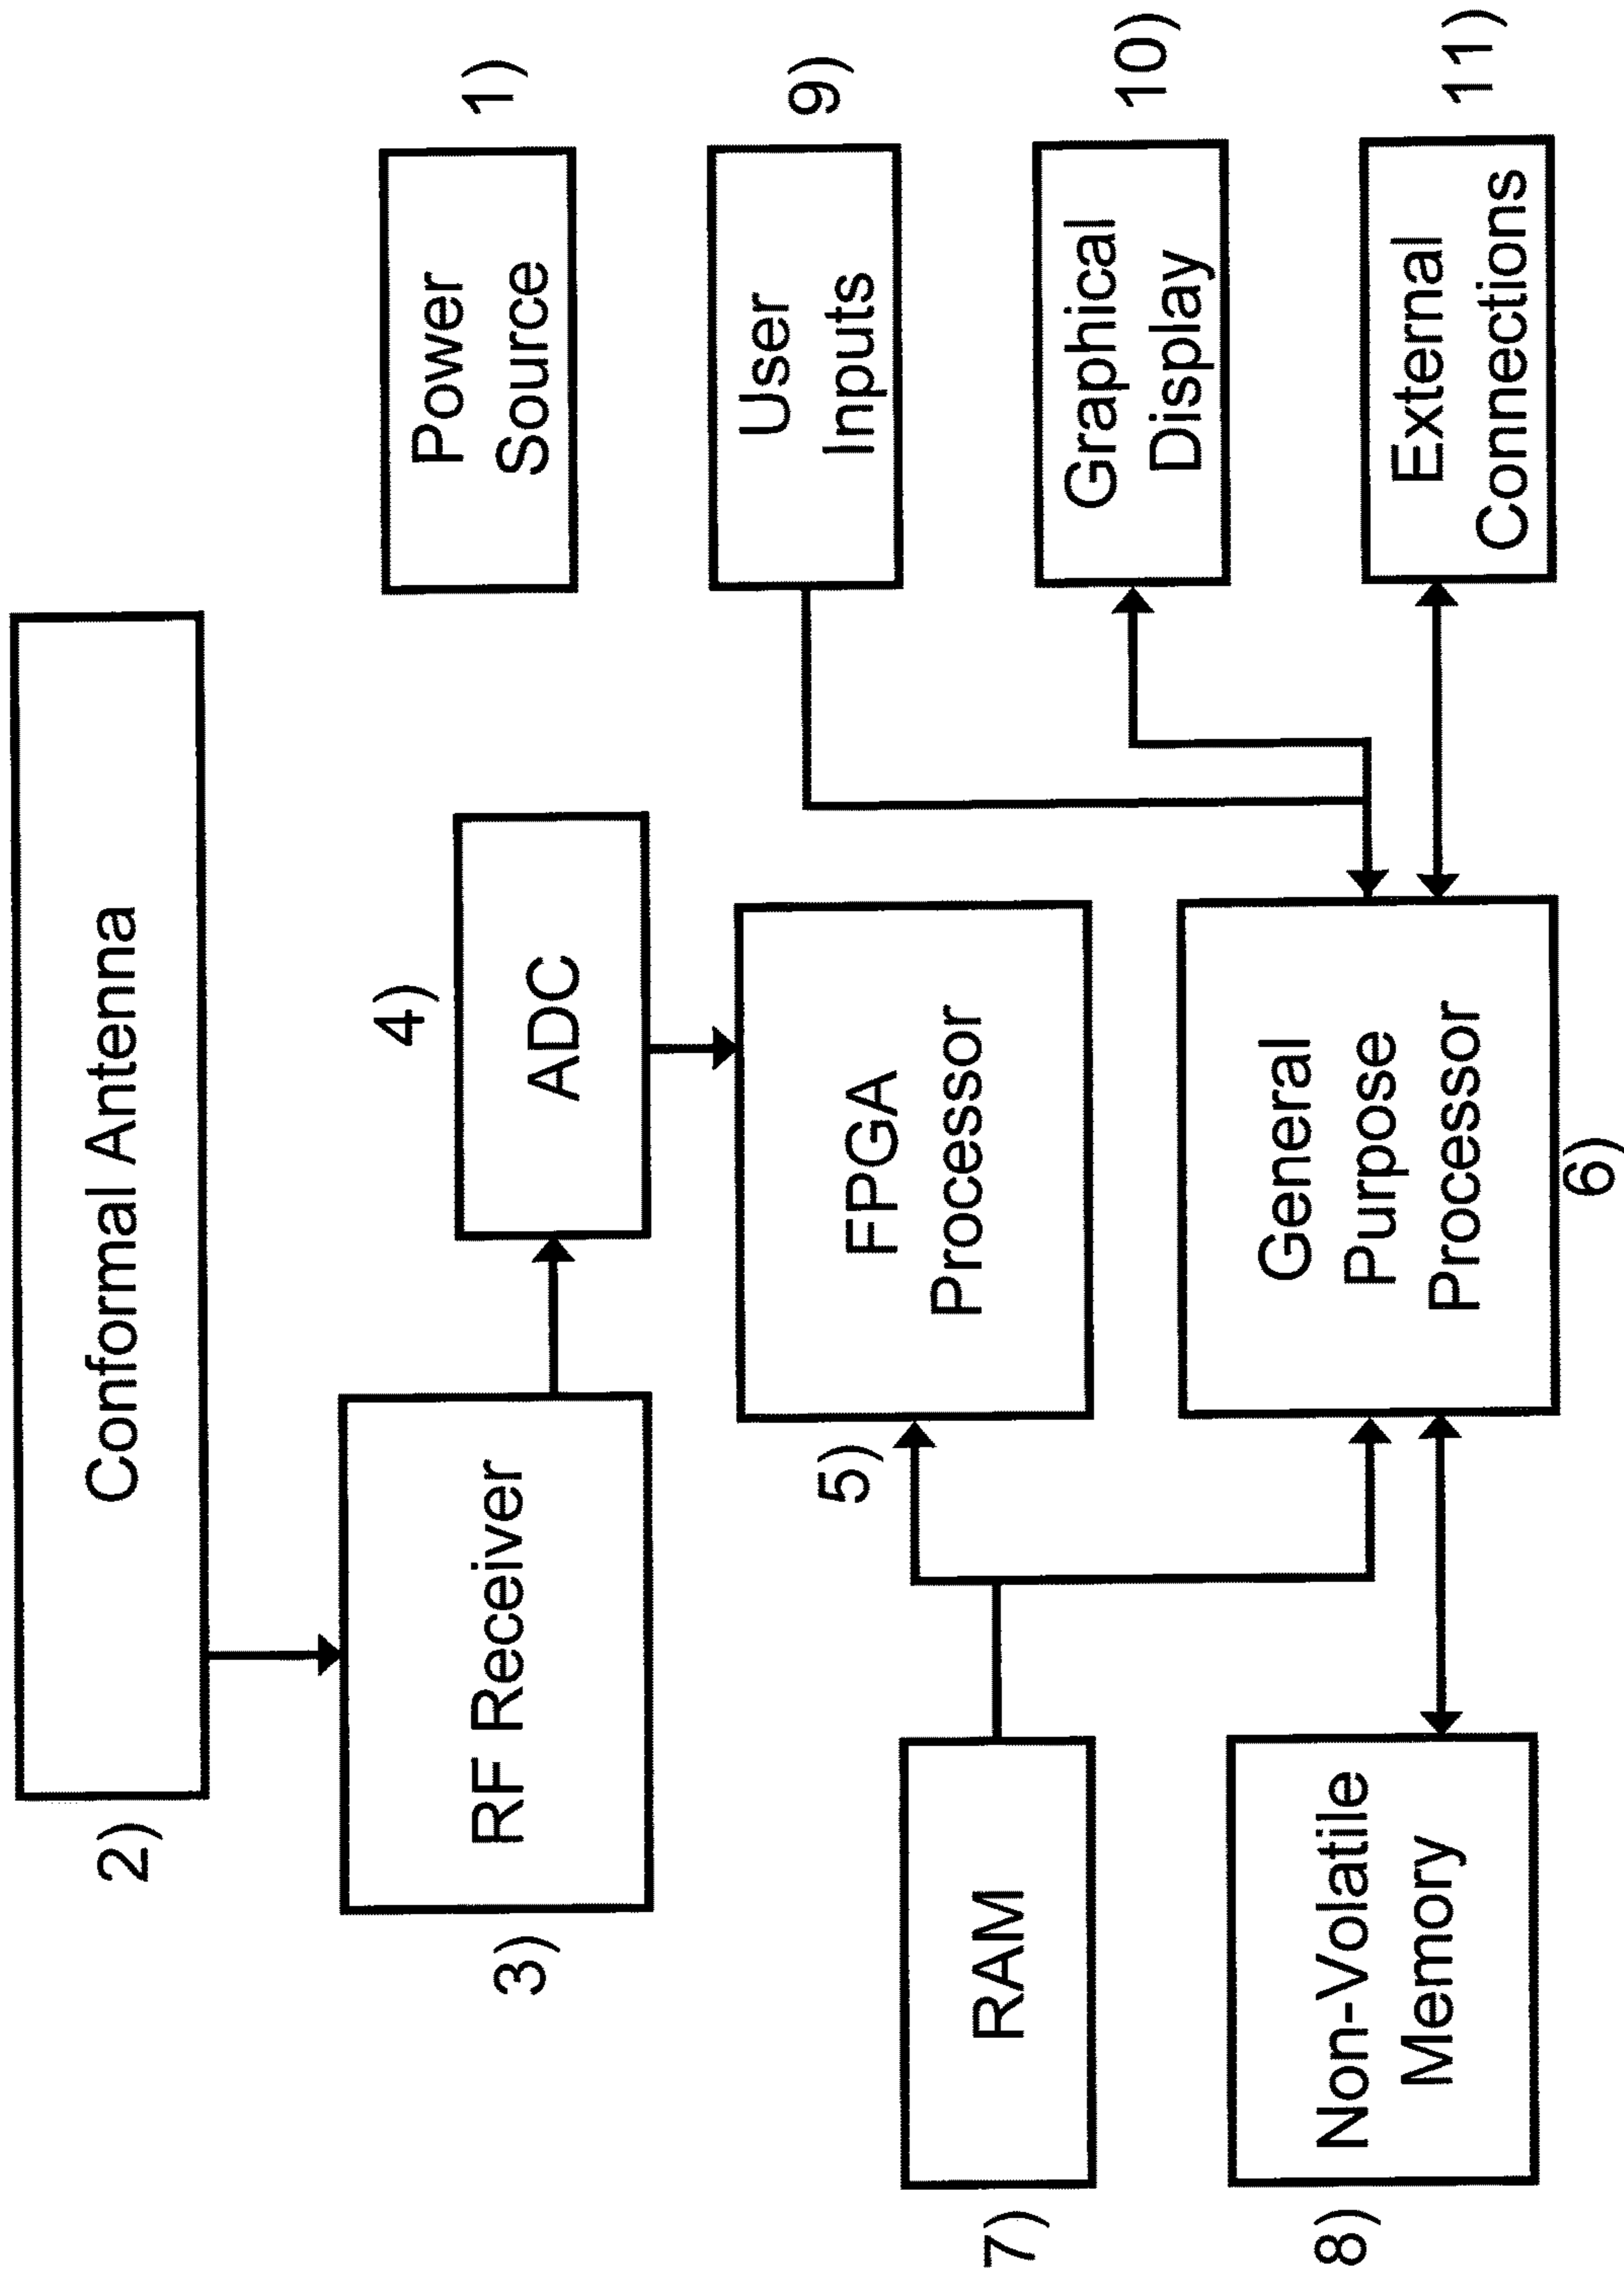 2)
Conformal Antenna
3)
RF Receiver
4)
ADC
Power
Source
1)
5)
FPGA
Processor
User
Inputs
9)
7)
RAM
Graphical
Display
10)
8)
Non-Volatile
Memory
General
Purpose
Processor
6)
External
Connections
11)